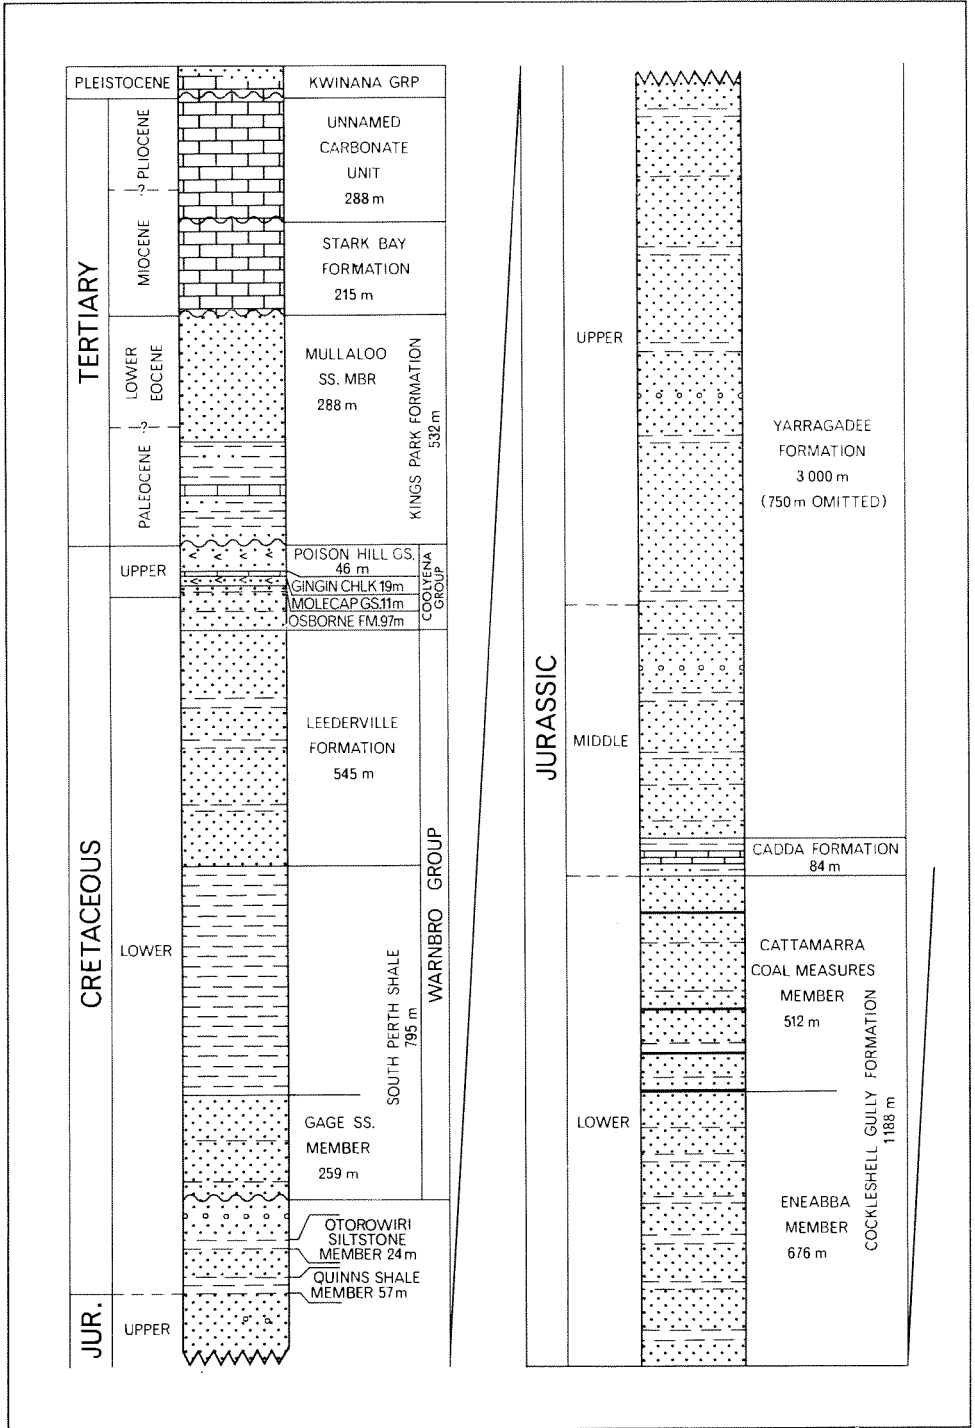 PLEISTOCENE
KWINANA GRP
TERTIARY
PLIOCENE
?
MIOCENE
LOWER
EOCENE
?
PALEOCENE
UNNAMED
CARBONATE
UNIT
288 m
STARK BAY
FORMATION
215 m
MULLALOO
SS. MBR
288 m
KINGS PARK FORMATION
532 m
CRETACEOUS
UPPER
POISON HILL GS.
46 m
GINGIN CHLK 19m
MOLECAP GS. 11m
OSBORNE FM. 97m
COOLYENA
GROUP
LOWER
LEEDERVILLE
FORMATION
545 m
WARNBRO GROUP
SOUTH PERTH SHALE
795 m
GAGE SS.
MEMBER
259 m
OTOROWIRI
SILTSTONE
MEMBER 24m
QUINNS SHALE
MEMBER 57m
JUR.
UPPER
JURASSIC
UPPER
YARRAGADEE
FORMATION
3 000 m
(750m OMITTED)
MIDDLE
CADDA FORMATION
84 m
LOWER
CATTAMARRA
COAL MEASURES
MEMBER
512 m
COCKLESHELL GULLY FORMATION
1188 m
ENEABBA
MEMBER
676 m